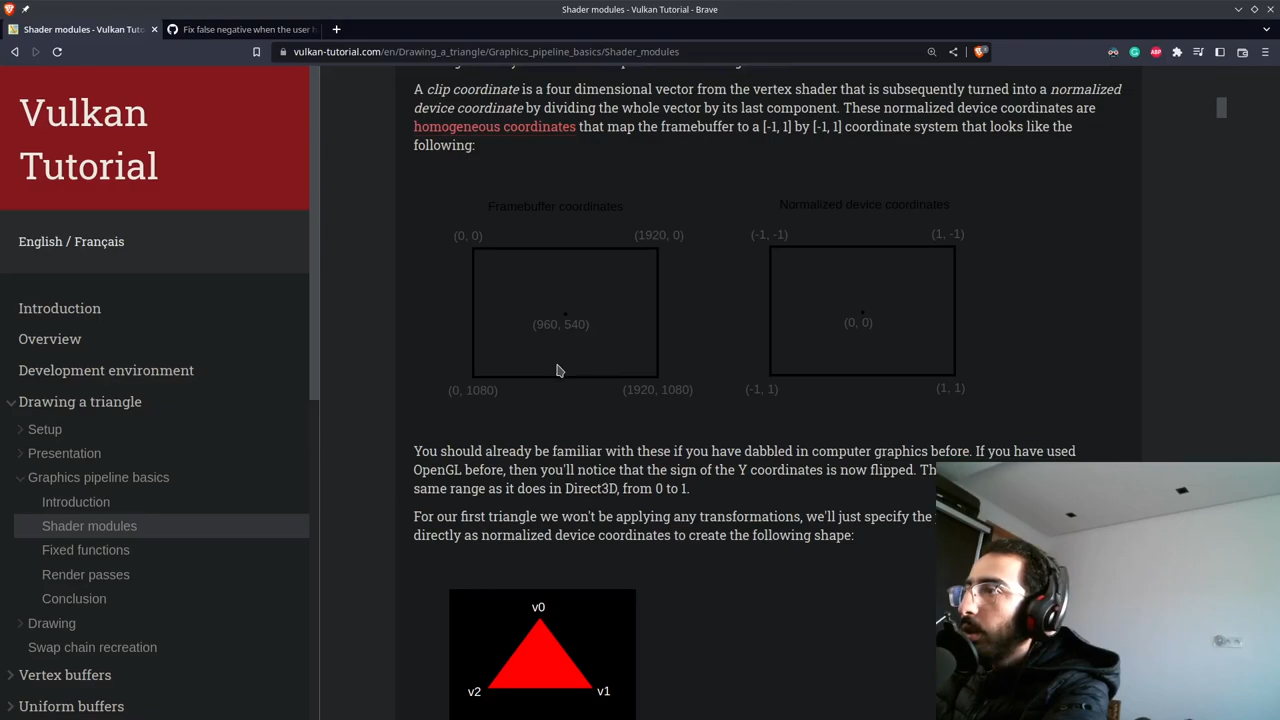 Shader modules - Vulkan Tutorial - Brave
Shader modules - Vulkan Tuto
Fix false negative when the user h
vulkan-tutorial.com/en/Drawing_a_triangle/Graphics_pipeline_basics/Shader_modules
Vulkan
Tutorial
English / Français
Introduction
Overview
Development environment
Drawing a triangle
Setup
Presentation
Graphics pipeline basics
Introduction
Shader modules
Fixed functions
Render passes
Conclusion
Drawing
Swap chain recreation
Vertex buffers
Uniform buffers
A clip coordinate is a four dimensional vector from the vertex shader that is subsequently turned into a normalized
device coordinate by dividing the whole vector by its last component. These normalized device coordinates are
homogeneous coordinates that map the framebuffer to a [-1, 1] by [-1, 1] coordinate system that looks like the
following:
Framebuffer coordinates
(0, 0)
(1920, 0)
(960, 540)
(0, 1080)
(1920, 1080)
Normalized device coordinates
(-1, -1)
(1, -1)
(0, 0)
(-1, 1)
(1, 1)
You should already be familiar with these if you have dabbled in computer graphics before. If you have used
OpenGL before, then you'll notice that the sign of the Y coordinates is now flipped. Th
same range as it does in Direct3D, from 0 to 1.
For our first triangle we won't be applying any transformations, we'll just specify the
directly as normalized device coordinates to create the following shape:
v0
v2
v1